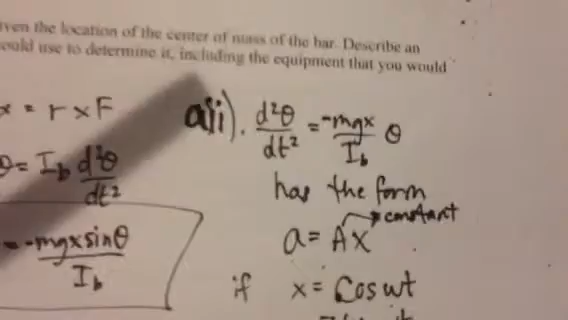 iven the location of the center of mass of the bar. Describe an
ould use to determine it, including the equipment that you would
= r x F
θ = I_b d²θ/dt²
= -mgx sinθ / I_b
a)ii). d²θ/dt² = -mgx/I_b θ
has the form
→ constant
a = Ax
if x = Cos wt